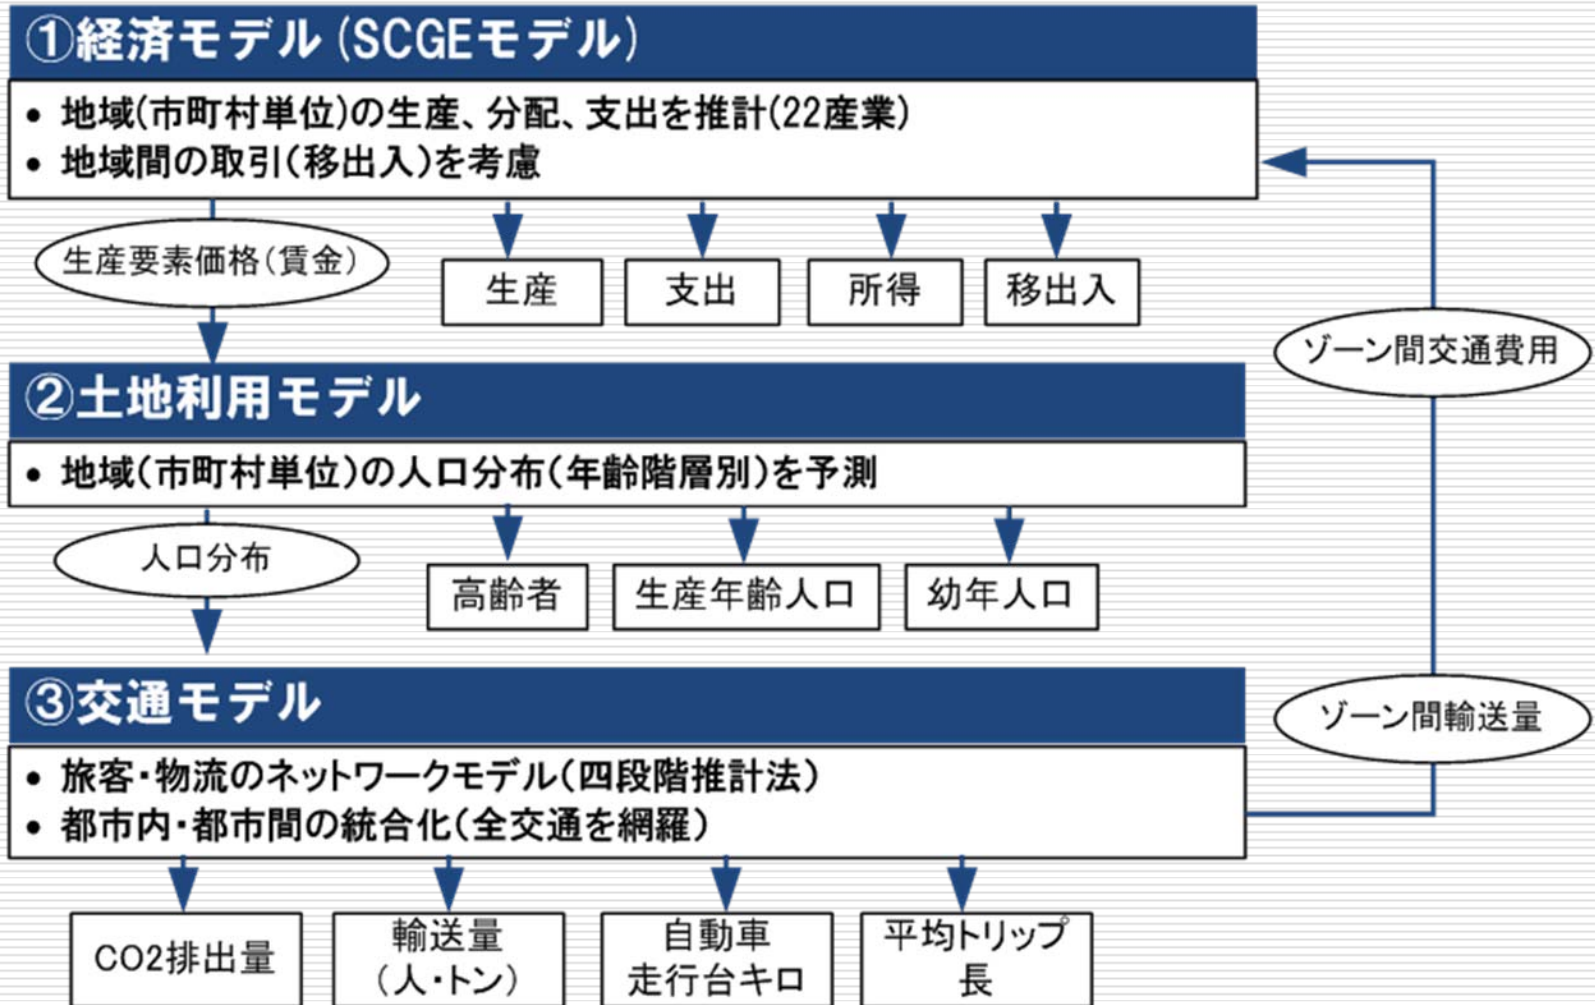 ①経済モデル(SCGEモデル)
• 地域(市町村単位)の生産、分配、支出を推計(22産業)
• 地域間の取引(移出入)を考慮
生産要素価格(賃金)
生産
支出
所得
移出入
ゾーン間交通費用
②土地利用モデル
• 地域(市町村単位)の人口分布(年齢階層別)を予測
人口分布
高齢者
生産年齢人口
幼年人口
③交通モデル
ゾーン間輸送量
• 旅客・物流のネットワークモデル(四段階推計法)
• 都市内・都市間の統合化(全交通を網羅)
CO2排出量
輸送量
(人・トン)
自動車
走行台キロ
平均トリップ
長